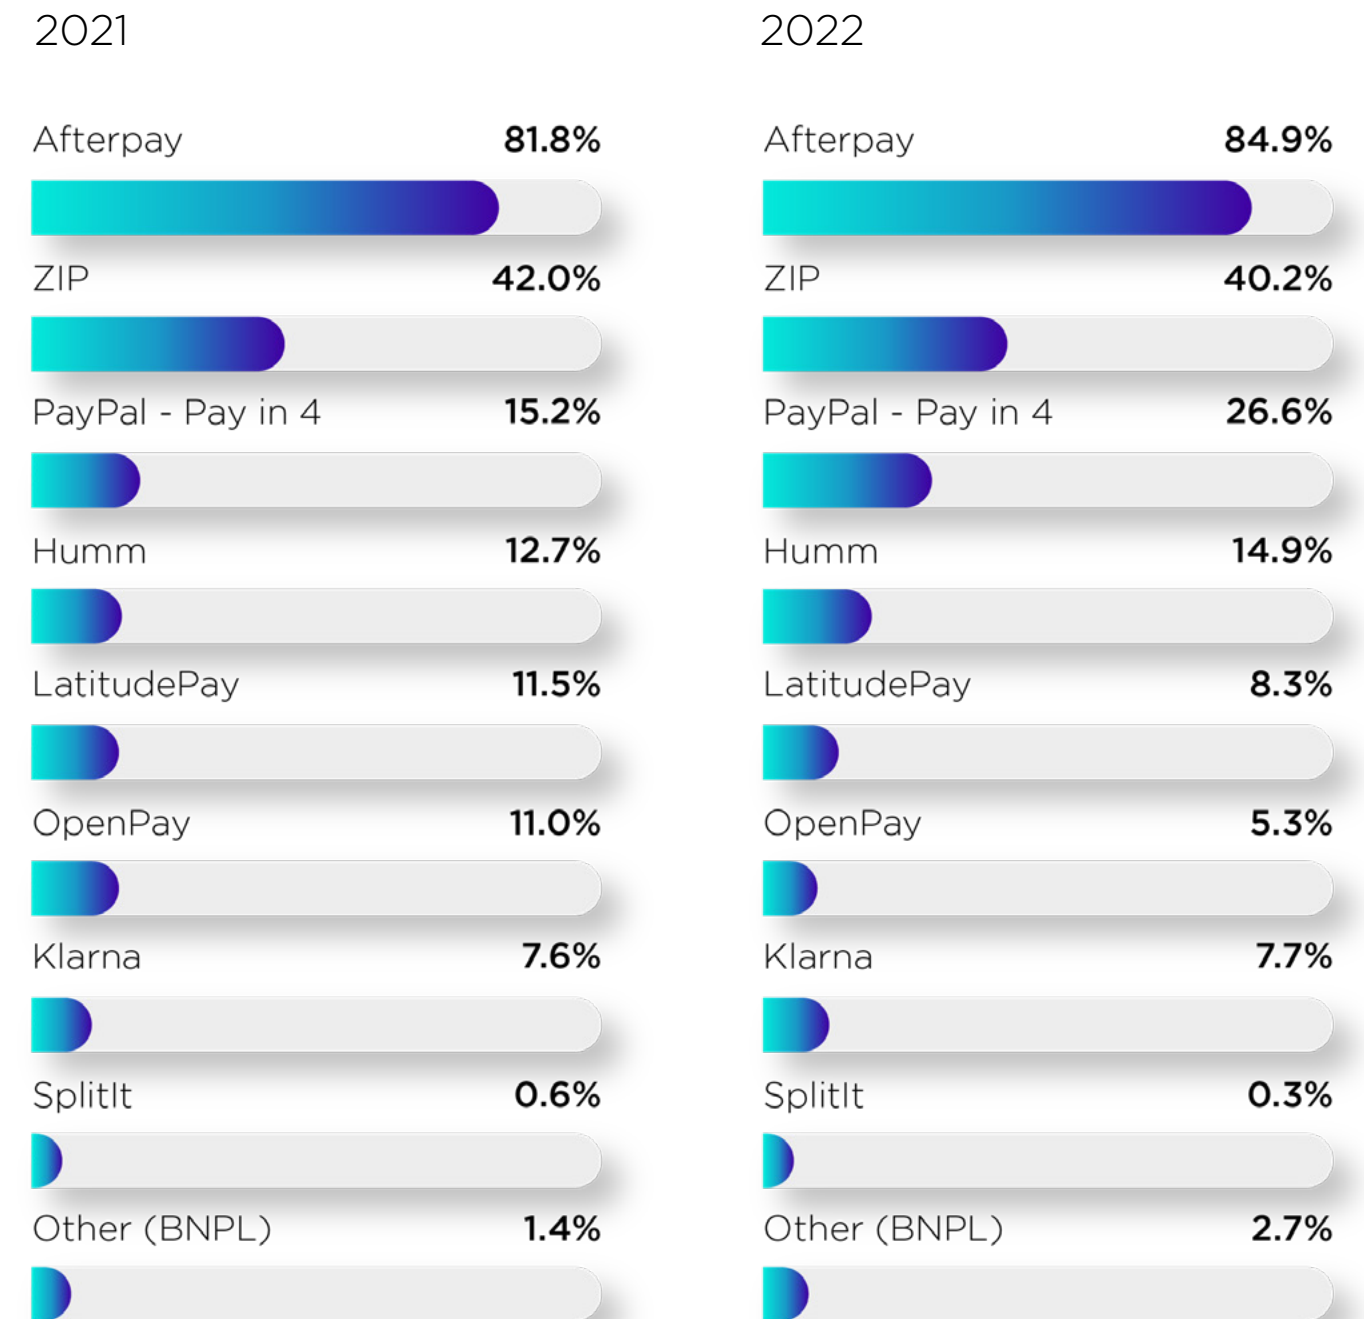 2021
Afterpay 81.8%
ZIP 42.0%
PayPal - Pay in 4 15.2%
Humm 12.7%
LatitudePay 11.5%
OpenPay 11.0%
Klarna 7.6%
SplitIt 0.6%
Other (BNPL) 1.4%
2022
Afterpay 84.9%
ZIP 40.2%
PayPal - Pay in 4 26.6%
Humm 14.9%
LatitudePay 8.3%
OpenPay 5.3%
Klarna 7.7%
SplitIt 0.3%
Other (BNPL) 2.7%